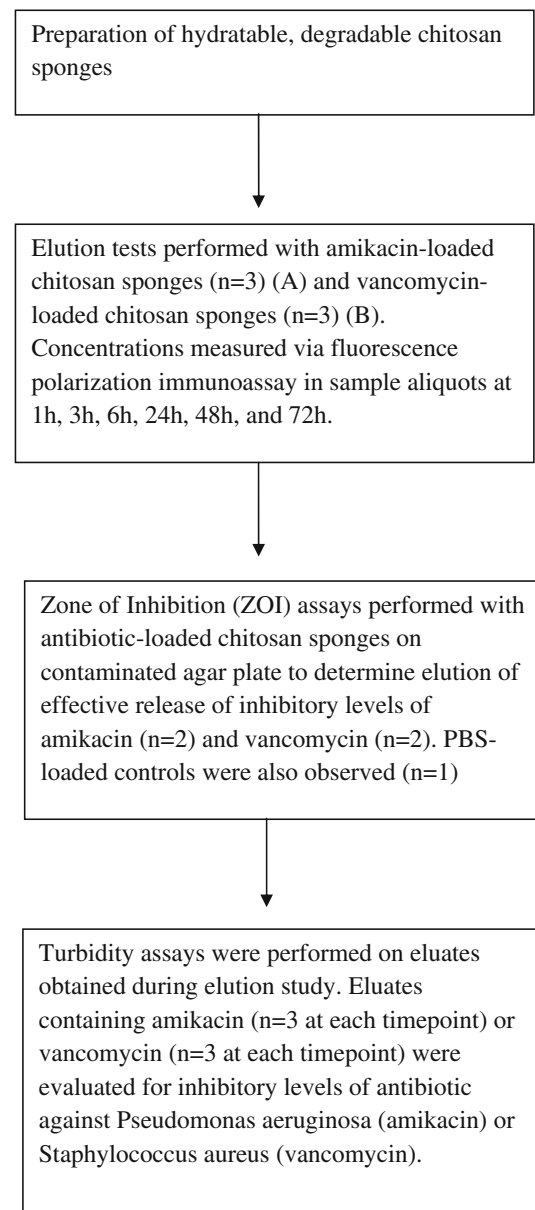 Preparation of hydratable, degradable chitosan
sponges
Elution tests performed with amikacin-loaded
chitosan sponges (n=3) (A) and vancomycin-
loaded chitosan sponges (n=3) (B).
Concentrations measured via fluorescence
polarization immunoassay in sample aliquots at
1h, 3h, 6h, 24h, 48h, and 72h.
Zone of Inhibition (ZOI) assays performed with
antibiotic-loaded chitosan sponges on
contaminated agar plate to determine elution of
effective release of inhibitory levels of
amikacin (n=2) and vancomycin (n=2). PBS-
loaded controls were also observed (n=1)
Turbidity assays were performed on eluates
obtained during elution study. Eluates
containing amikacin (n=3 at each timepoint) or
vancomycin (n=3 at each timepoint) were
evaluated for inhibitory levels of antibiotic
against Pseudomonas aeruginosa (amikacin) or
Staphylococcus aureus (vancomycin).